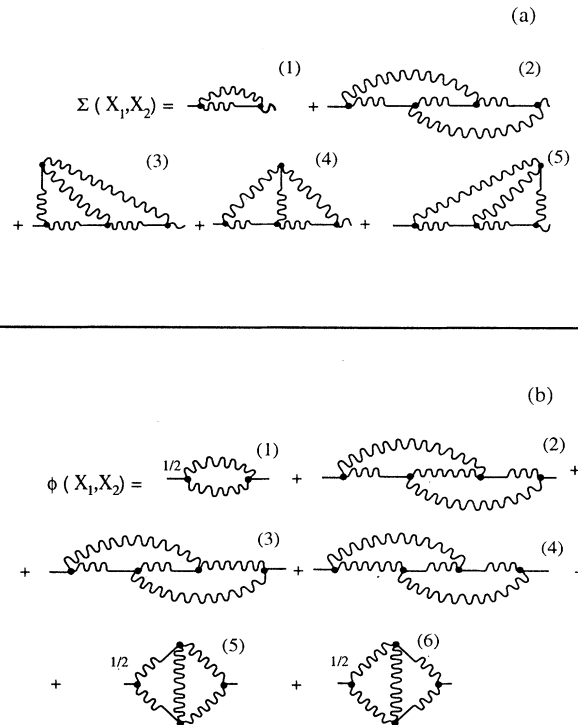 (a)
Σ ( X₁,X₂) = (1) + (2)
+ (3) + (4) + (5)
(b)
ϕ ( X₁,X₂) = 1/2 (1) + (2) +
+ (3) + (4)
+ 1/2 (5) + 1/2 (6)